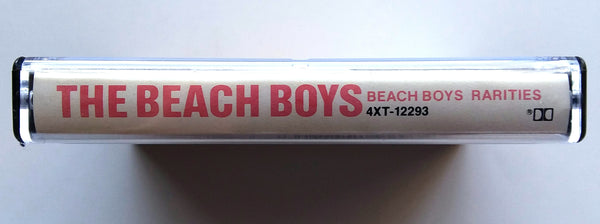 THE BEACH BOYS BEACH BOYS RARITIES
4XT-12293